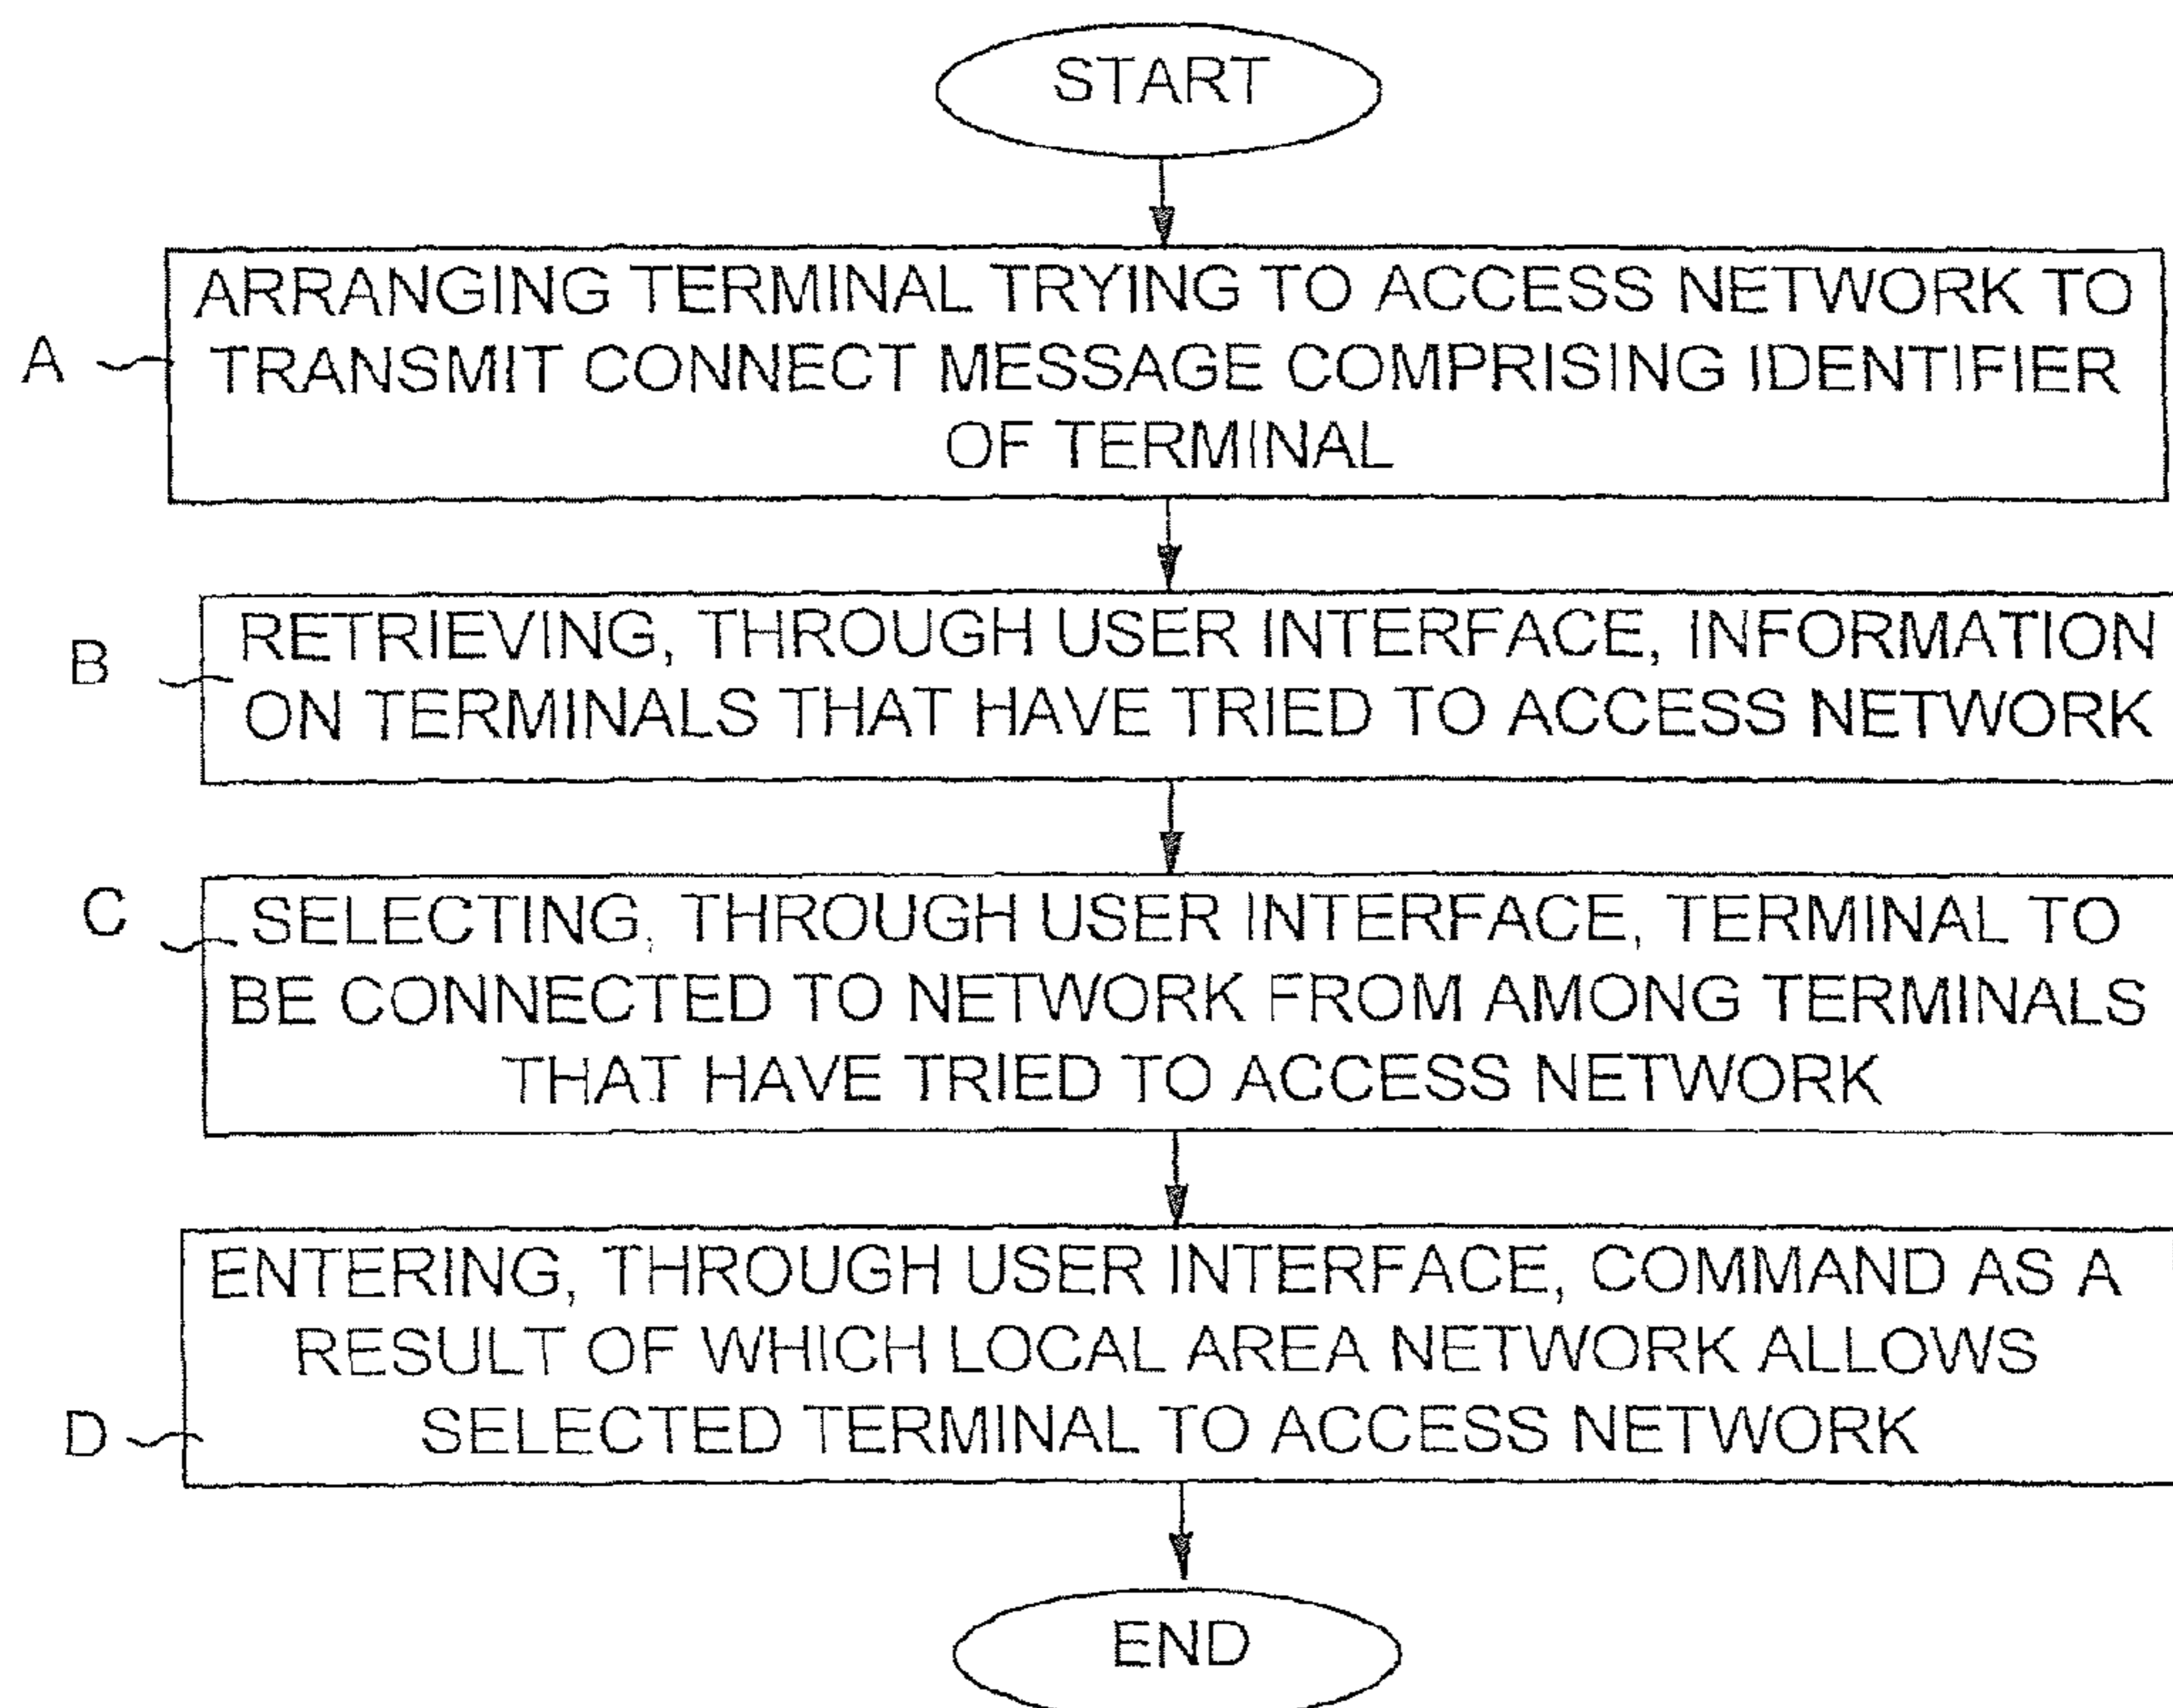 START
ARRANGING TERMINAL TRYING TO ACCESS NETWORK TO
TRANSMIT CONNECT MESSAGE COMPRISING IDENTIFIER
OF TERMINAL
A
RETRIEVING, THROUGH USER INTERFACE, INFORMATION
ON TERMINALS THAT HAVE TRIED TO ACCESS NETWORK
B
SELECTING, THROUGH USER INTERFACE, TERMINAL TO
BE CONNECTED TO NETWORK FROM AMONG TERMINALS
THAT HAVE TRIED TO ACCESS NETWORK
C
ENTERING, THROUGH USER INTERFACE, COMMAND AS A
RESULT OF WHICH LOCAL AREA NETWORK ALLOWS
SELECTED TERMINAL TO ACCESS NETWORK
D
END